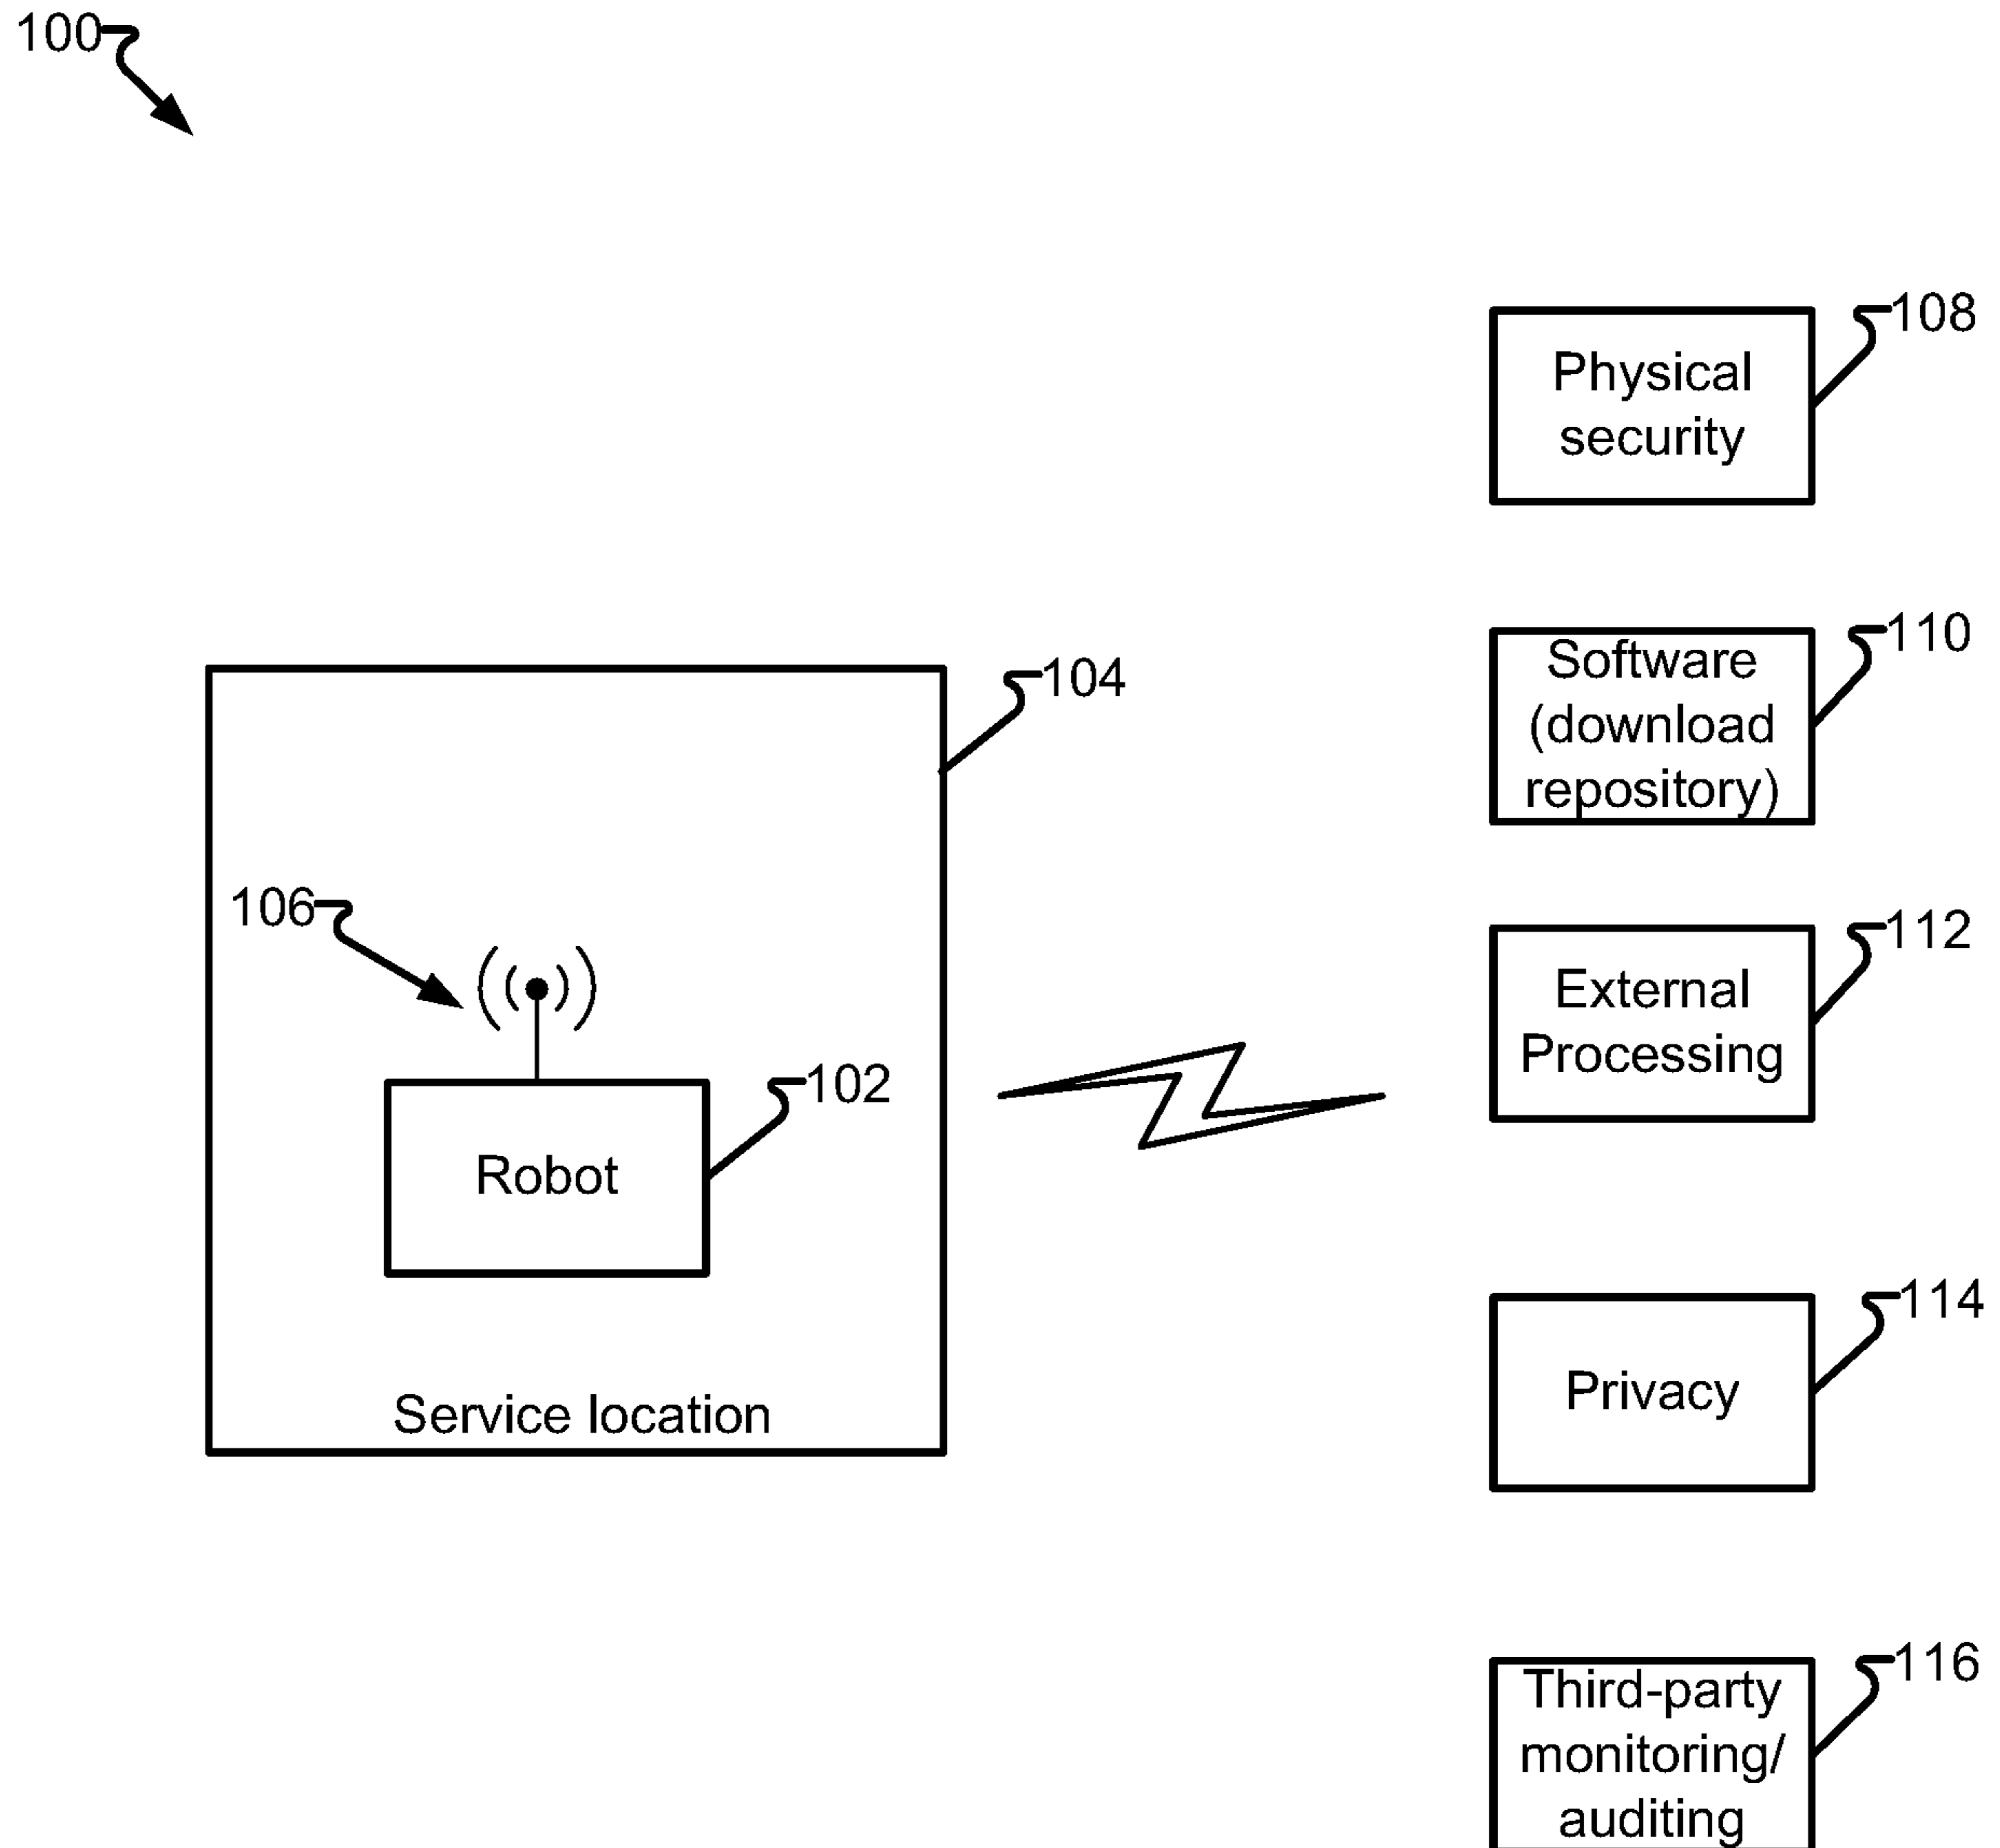 100
108
Physical
security
110
Software
(download
repository)
104
106
112
External
Processing
102
Robot
114
Privacy
Service location
116
Third-party
monitoring/
auditing